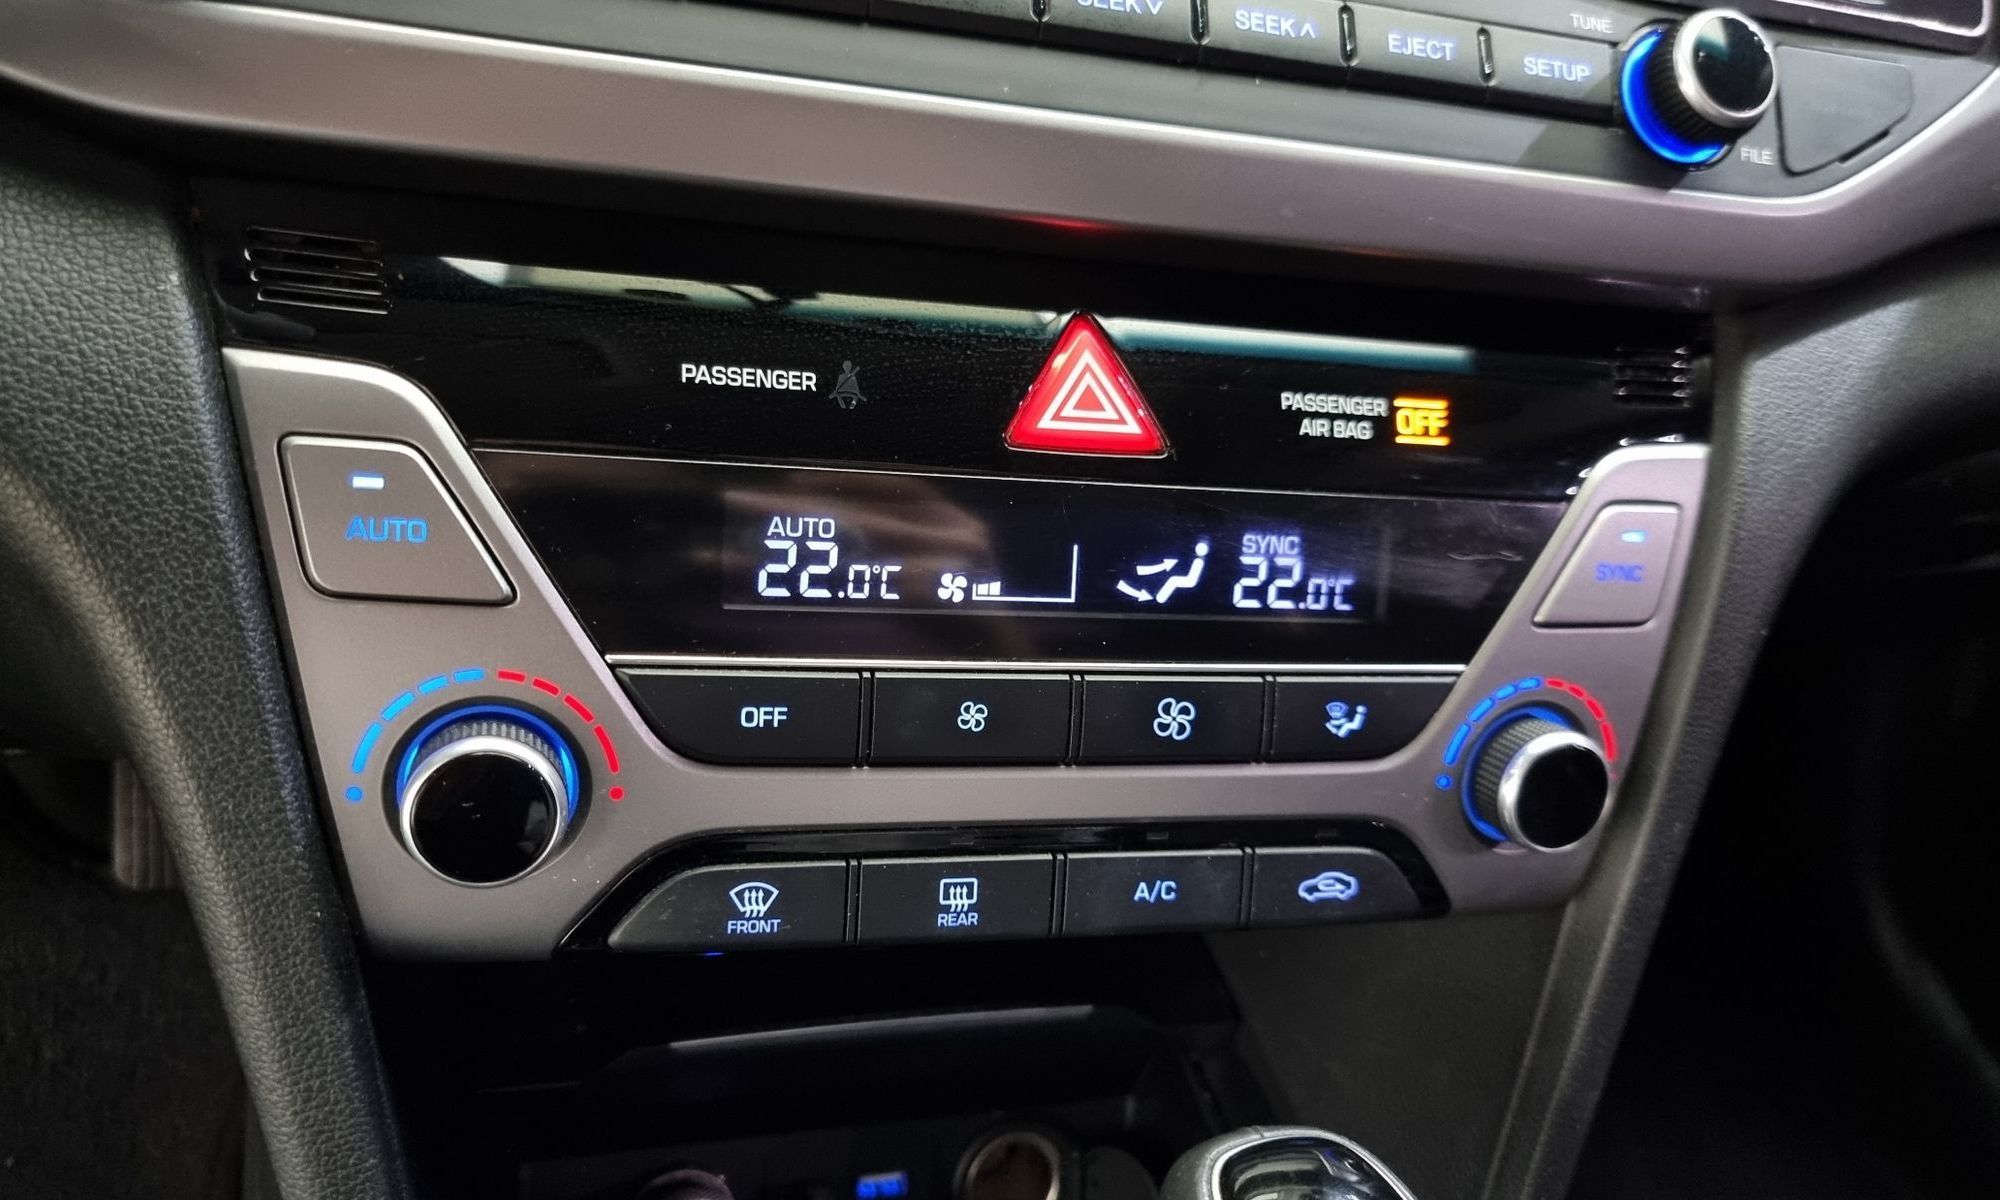 SEEK
SEEK
EJECT
SETUP
TUNE
FILE
PASSENGER
PASSENGER
AIR BAG
OFF
AUTO
AUTO
22.0°C
SYNC
22.0°C
SYNC
OFF
FRONT
REAR
A/C